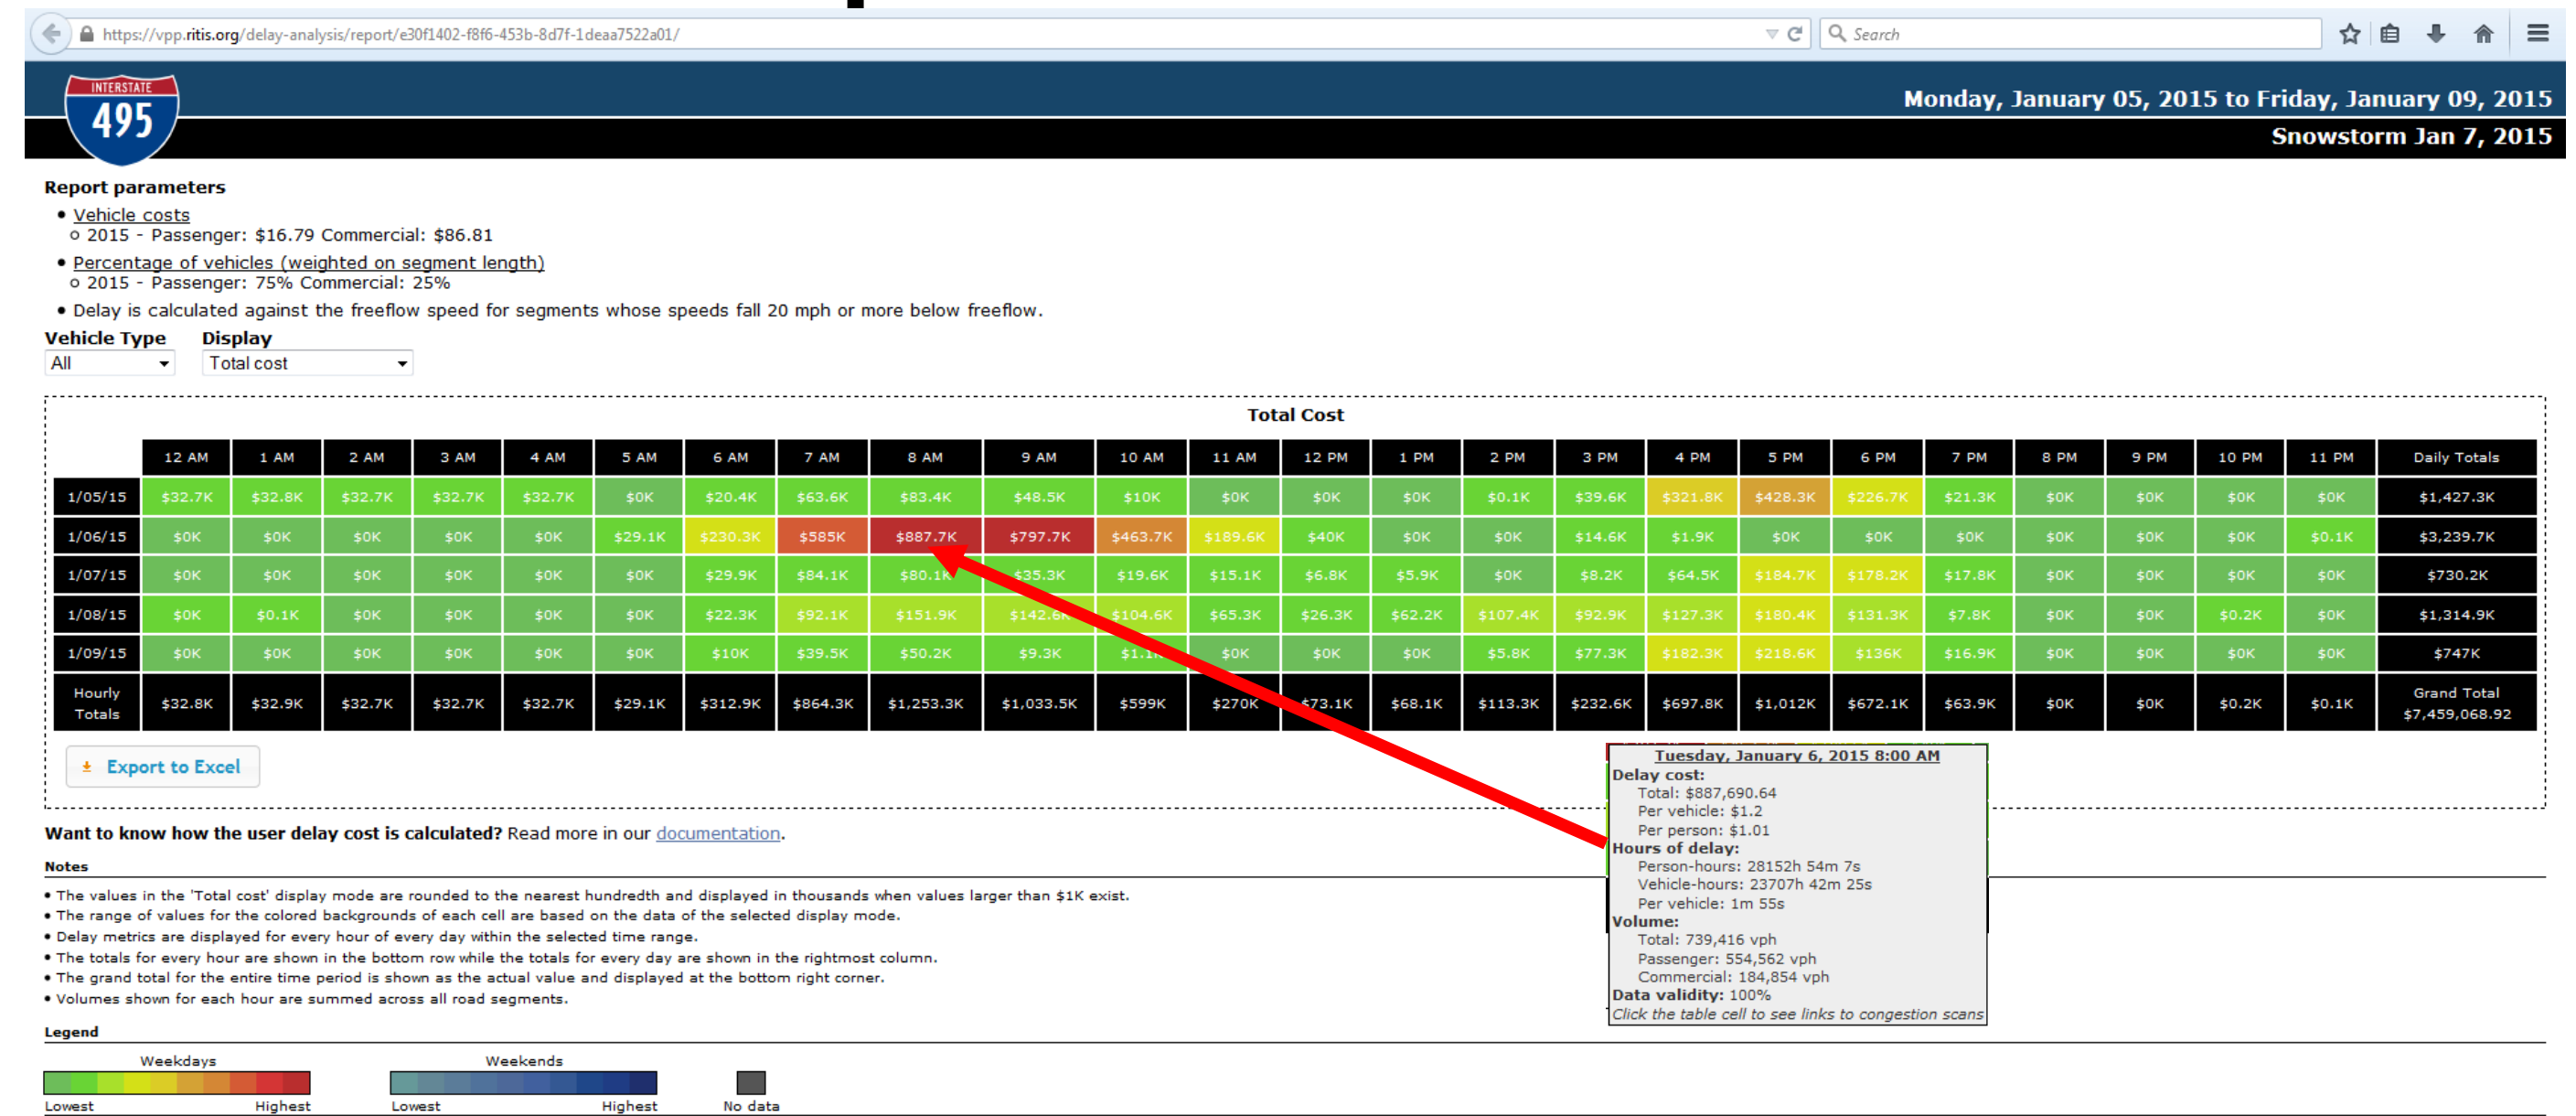 https://vpp.ritis.org/delay-analysis/report/e30f1402-f8f6-453b-8d7f-1deaa7522a01/ Search
INTERSTATE
495
Monday, January 05, 2015 to Friday, January 09, 2015
Snowstorm Jan 7, 2015
Report parameters
• Vehicle costs
o 2015 - Passenger: $16.79 Commercial: $86.81
• Percentage of vehicles (weighted on segment length)
o 2015 - Passenger: 75% Commercial: 25%
• Delay is calculated against the freeflow speed for segments whose speeds fall 20 mph or more below freeflow.
Vehicle Type Display
All Total cost
Total Cost
12 AM 1 AM 2 AM 3 AM 4 AM 5 AM 6 AM 7 AM 8 AM 9 AM 10 AM 11 AM 12 PM 1 PM 2 PM 3 PM 4 PM 5 PM 6 PM 7 PM 8 PM 9 PM 10 PM 11 PM Daily Totals
1/05/15 $32.7K $32.8K $32.7K $32.7K $32.7K $0K $20.4K $63.6K $83.4K $48.5K $10K $0K $0K $0K $0.1K $39.6K $321.8K $428.3K $226.7K $21.3K $0K $0K $0K $0K $1,427.3K
1/06/15 $0K $0K $0K $0K $0K $29.1K $230.3K $585K $887.7K $797.7K $463.7K $189.6K $40K $0K $0K $14.6K $1.9K $0K $0K $0K $0K $0K $0K $0.1K $3,239.7K
1/07/15 $0K $0K $0K $0K $0K $0K $29.9K $84.1K $80.1K $35.3K $19.6K $15.1K $6.8K $5.9K $0K $8.2K $64.5K $184.7K $178.2K $17.8K $0K $0K $0K $0K $730.2K
1/08/15 $0K $0.1K $0K $0K $0K $0K $22.3K $92.1K $151.9K $142.6K $104.6K $65.3K $26.3K $62.2K $107.4K $92.9K $127.3K $180.4K $131.3K $7.8K $0K $0K $0.2K $0K $1,314.9K
1/09/15 $0K $0K $0K $0K $0K $0K $10K $39.5K $50.2K $9.3K $1.1K $0K $0K $0K $5.8K $77.3K $182.3K $218.6K $136K $16.9K $0K $0K $0K $0K $747K
Hourly Totals $32.8K $32.9K $32.7K $32.7K $32.7K $29.1K $312.9K $864.3K $1,253.3K $1,033.5K $599K $270K $73.1K $68.1K $113.3K $232.6K $697.8K $1,012K $672.1K $63.9K $0K $0K $0.2K $0.1K Grand Total $7,459,068.92
Export to Excel
Tuesday, January 6, 2015 8:00 AM
Delay cost:
Total: $887,690.64
Per vehicle: $1.2
Per person: $1.01
Hours of delay:
Person-hours: 28152h 54m 7s
Vehicle-hours: 23707h 42m 25s
Per vehicle: 1m 55s
Volume:
Total: 739,416 vph
Passenger: 554,562 vph
Commercial: 184,854 vph
Data validity: 100%
Click the table cell to see links to congestion scans
Want to know how the user delay cost is calculated? Read more in our documentation.
Notes
• The values in the 'Total cost' display mode are rounded to the nearest hundredth and displayed in thousands when values larger than $1K exist.
• The range of values for the colored backgrounds of each cell are based on the data of the selected display mode.
• Delay metrics are displayed for every hour of every day within the selected time range.
• The totals for every hour are shown in the bottom row while the totals for every day are shown in the rightmost column.
• The grand total for the entire time period is shown as the actual value and displayed at the bottom right corner.
• Volumes shown for each hour are summed across all road segments.
Legend
Weekdays Weekends
Lowest Highest Lowest Highest No data